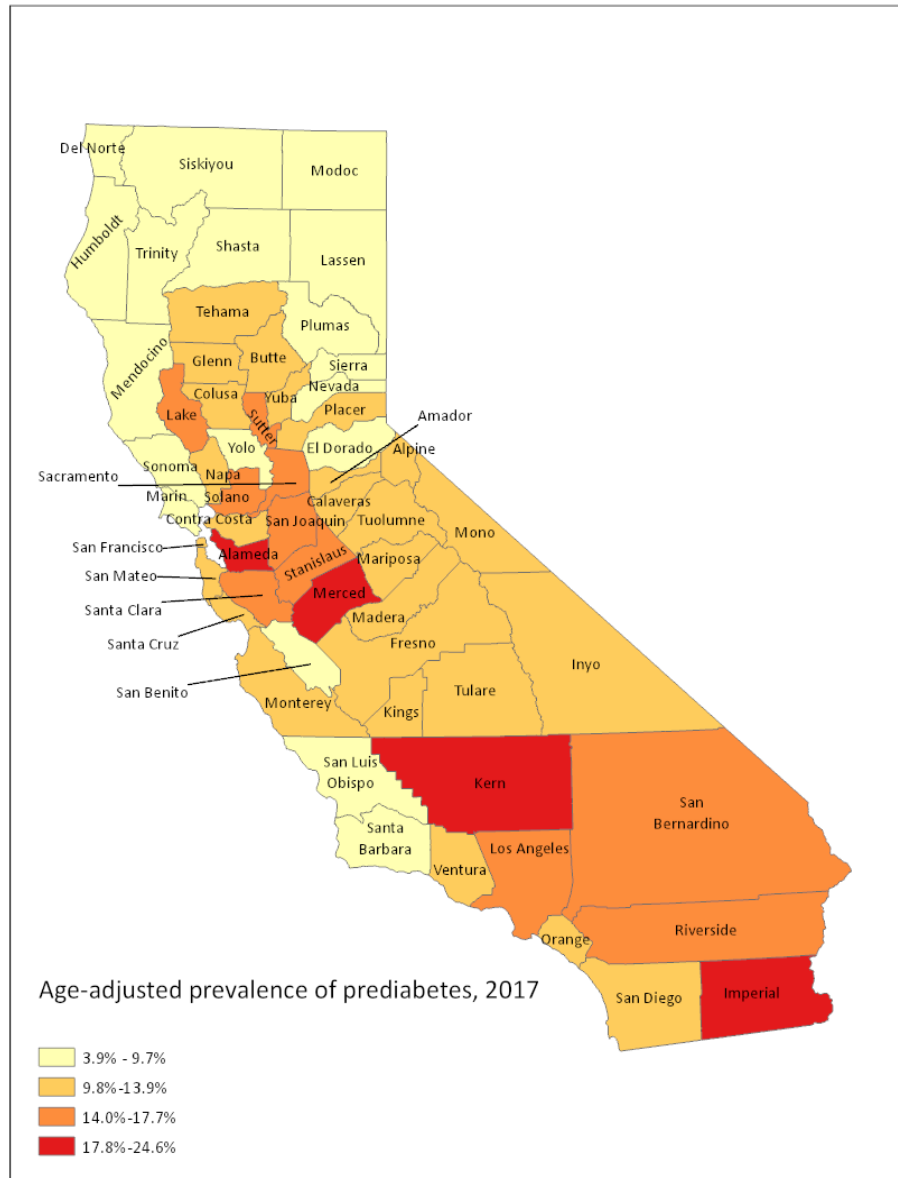 Del Norte
Siskiyou
Modoc
Humboldt
Trinity
Shasta
Lassen
Tehama
Plumas
Mendocino
Glenn
Butte
Sierra
Nevada
Colusa
Yuba
Placer
Lake
Sutter
Amador
Yolo
El Dorado
Alpine
Sonoma
Napa
Sacramento
Marin
Solano
Calaveras
Contra Costa
San Joaquin
Tuolumne
Mono
San Francisco
Alameda
Stanislaus
Mariposa
San Mateo
Merced
Santa Clara
Madera
Santa Cruz
Fresno
Inyo
San Benito
Tulare
Monterey
Kings
San Luis
Obispo
Kern
San
Bernardino
Santa
Barbara
Los Angeles
Ventura
Orange
Riverside
San Diego
Imperial
Age-adjusted prevalence of prediabetes, 2017
3.9% - 9.7%
9.8%-13.9%
14.0%-17.7%
17.8%-24.6%